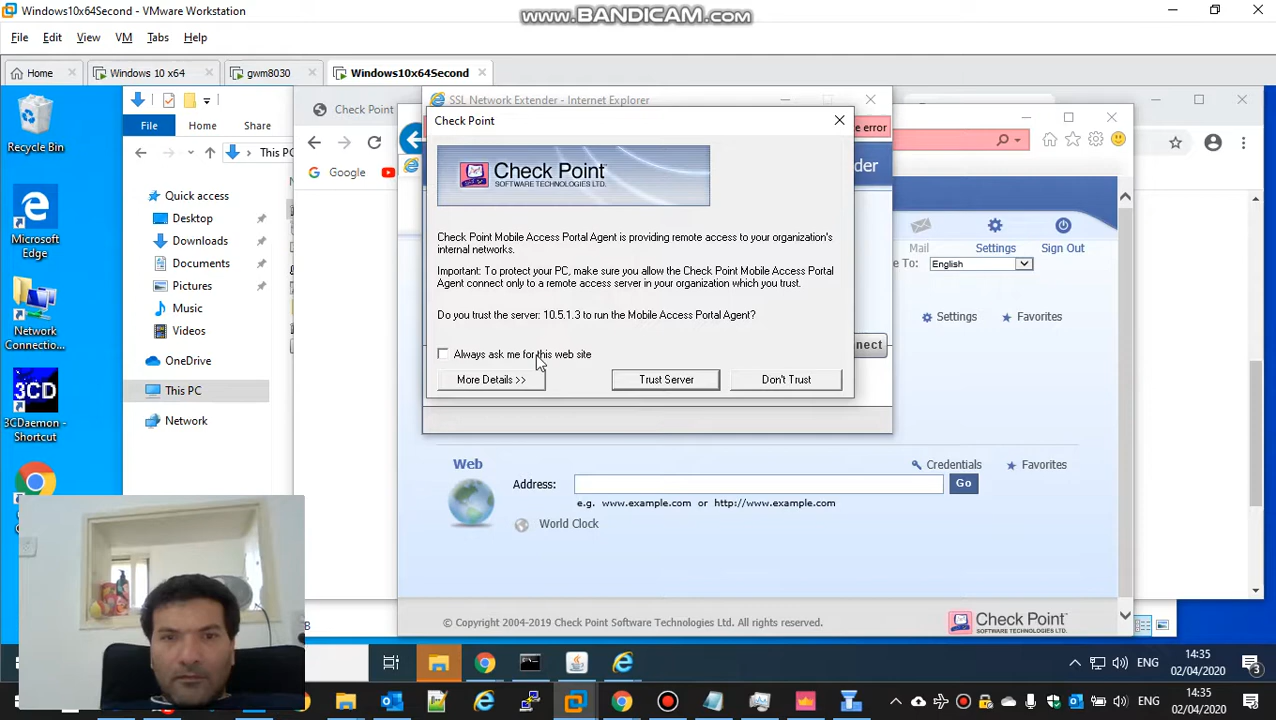 Windows10x64Second - VMware Workstation
www.BANDICAM.com
File Edit View VM Tabs Help
Home
Windows 10 x64
gwm8030
Windows10x64Second
Recycle Bin
Microsoft
Edge
Network
Connectio...
3CDaemon -
Shortcut
File Home Share
This PC
Quick access
Desktop
Downloads
Documents
Pictures
Music
Videos
OneDrive
This PC
Network
Check Point
Google
SSL Network Extender - Internet Explorer
e error
der
Mail Settings Sign Out
To: English
Settings Favorites
nect
Check Point
Check Point
SOFTWARE TECHNOLOGIES LTD.
Check Point Mobile Access Portal Agent is providing remote access to your organization's
internal networks.
Important: To protect your PC, make sure you allow the Check Point Mobile Access Portal
Agent connect only to a remote access server in your organization which you trust.
Do you trust the server: 10.5.1.3 to run the Mobile Access Portal Agent?
Always ask me for this web site
More Details >> Trust Server Don't Trust
Web
Credentials Favorites
Address: Go
e.g. www.example.com or http://www.example.com
World Clock
© Copyright 2004-2019 Check Point Software Technologies Ltd. All rights reserved.
Check Point
SOFTWARE TECHNOLOGIES LTD.
ENG
14:35
02/04/2020
3
ENG
14:35
02/04/2020